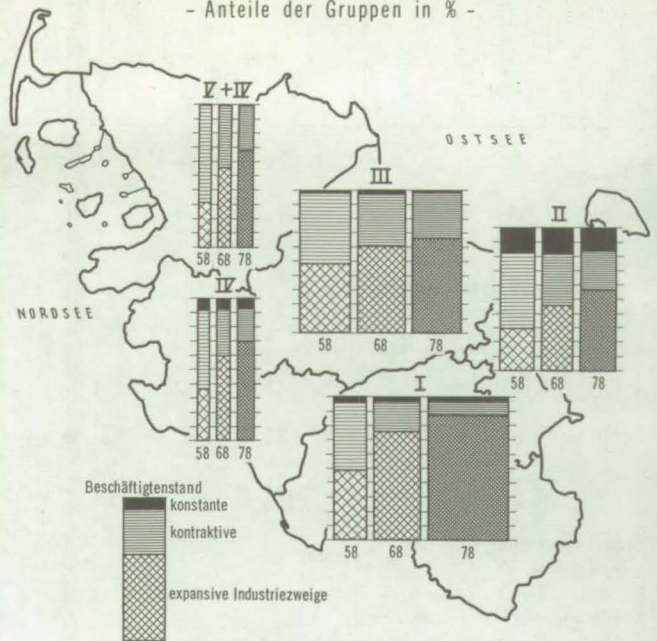 - Anteile der Gruppen in % -
V+IV
OSTSEE
III
II
58 68 78
NORDSEE
IV
58 68 78
58 68 78
I
58 68 78
Beschäftigtenstand
konstante
kontraktive
58 68 78
expansive Industriezweige